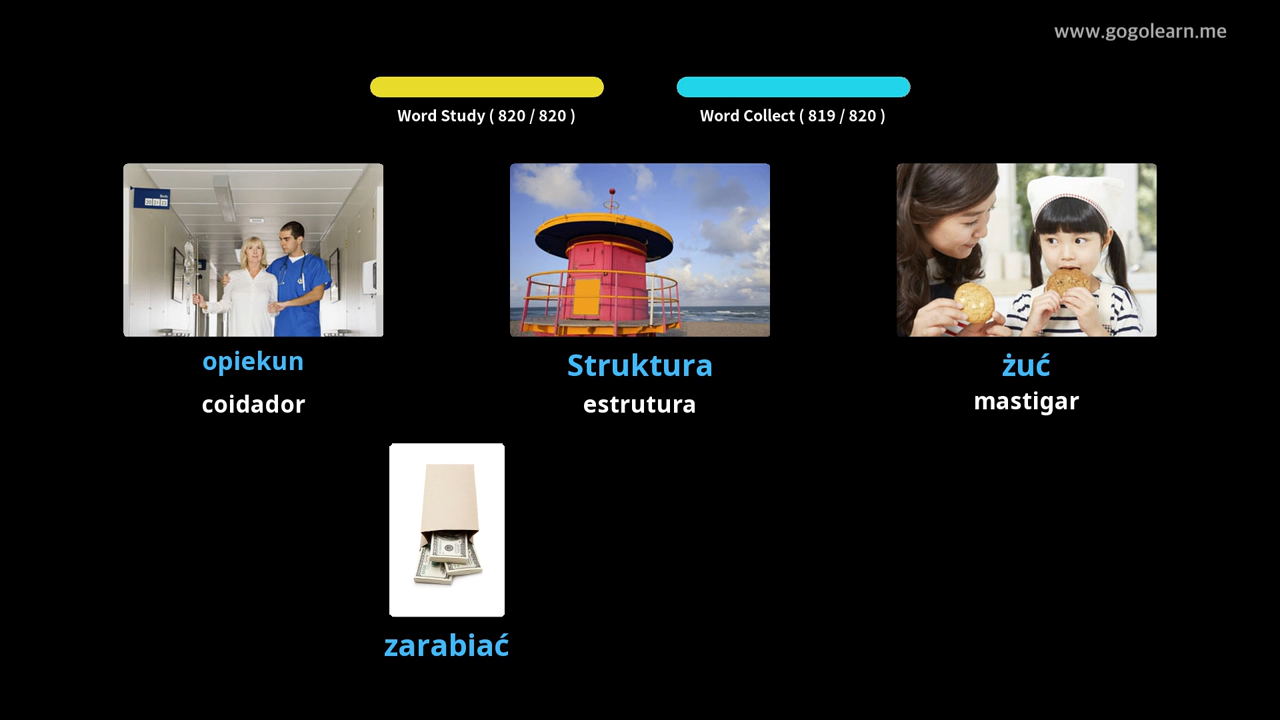 www.gogolearn.me
Word Study ( 820 / 820 )
Word Collect ( 819 / 820 )
opiekun
coidador
Struktura
estrutura
żuć
mastigar
zarabiać